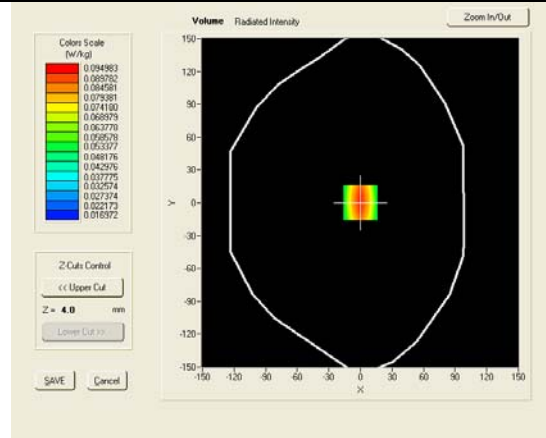 Volume Radiated Intensity
Zoom In/Out
Colors Scale
(W/kg)
0.094983
0.089782
0.084581
0.079381
0.074180
0.068979
0.063778
0.058578
0.053377
0.048176
0.042976
0.037775
0.032574
0.027374
0.022173
0.016972
Z-Cuts Control
<< Upper Cut
Z = 4.0 mm
Lower Cut >>
SAVE
Cancel
150
120
90
60
30
0
-30
-60
-90
-120
-150
Y
-150 -120 -90 -60 -30 0 30 60 90 120 150
X